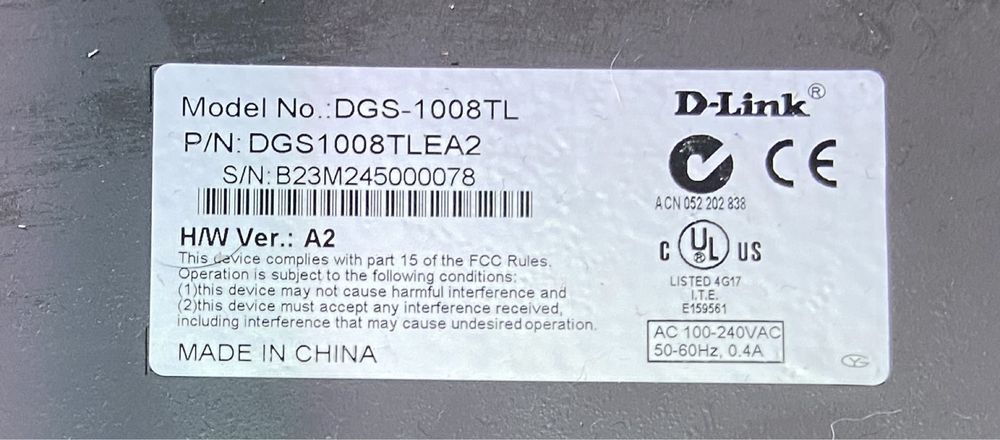 Model No.:DGS-1008TL
P/N: DGS1008TLEA2
S/N: B23M245000078
H/W Ver.: A2
This device complies with part 15 of the FCC Rules.
Operation is subject to the following conditions:
(1)this device may not cause harmful interference and
(2)this device must accept any interference received,
including interference that may cause undesired operation.
MADE IN CHINA
D-Link®
CE
ACN 052 202 838
C UL® US
LISTED 4G17
I.T.E.
E159561
AC 100-240VAC
50-60Hz, 0.4A